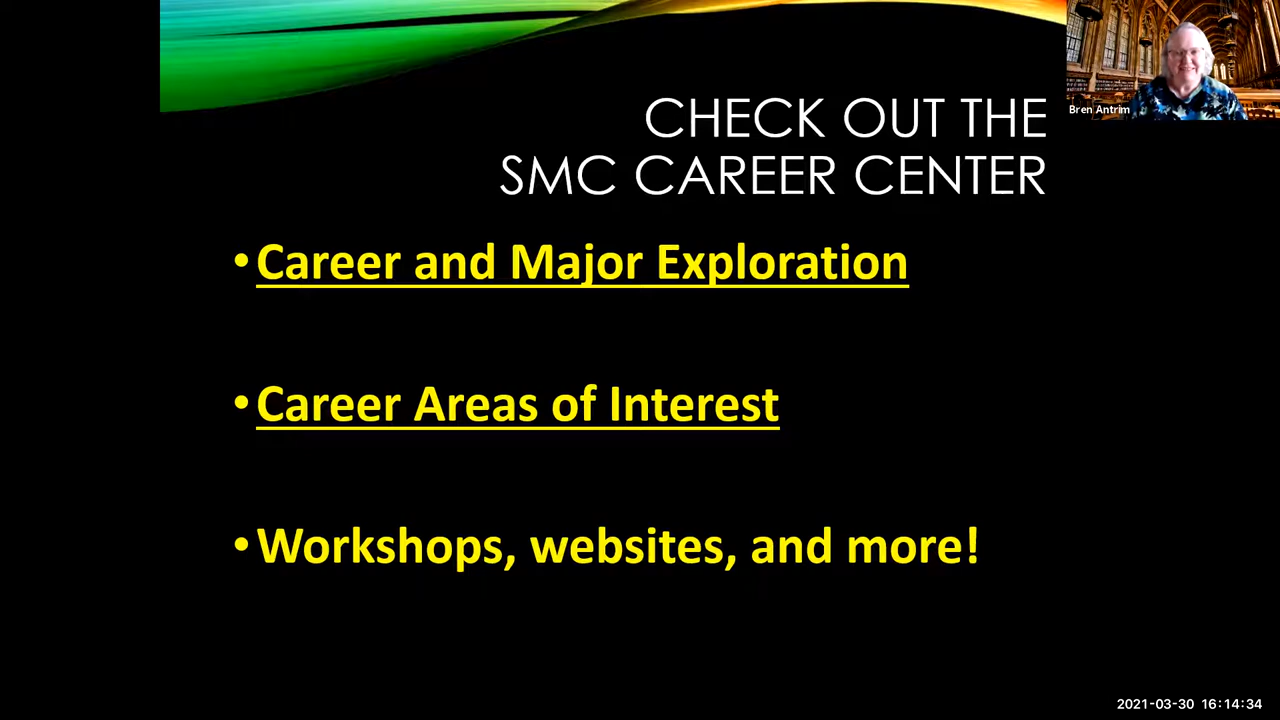 CHECK OUT THE
SMC CAREER CENTER
Bren Antrim
• Career and Major Exploration
• Career Areas of Interest
• Workshops, websites, and more!
2021-03-30 16:14:34